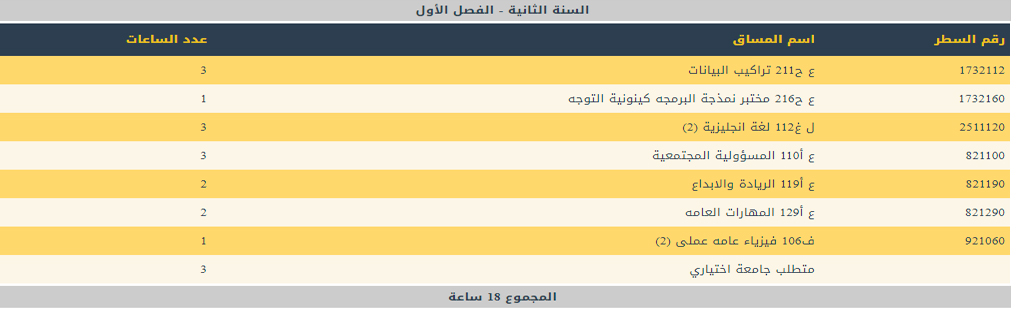 السنة الثانية - الفصل الأول
رقم السطر اسم المساق عدد الساعات
1732112 ع ح211 تراكيب البيانات 3
1732160 ع ح216 مختبر نمذجة البرمجه كينونية التوجه 1
2511120 ل غ112 لغة انجليزية (2) 3
821100 ع أ110 المسؤولية المجتمعية 3
821190 ع أ119 الريادة والابداع 2
821290 ع أ129 المهارات العامه 2
921060 ف106 فيزياء عامه عملى (2) 1
متطلب جامعة اختياري 3
المجموع 18 ساعة